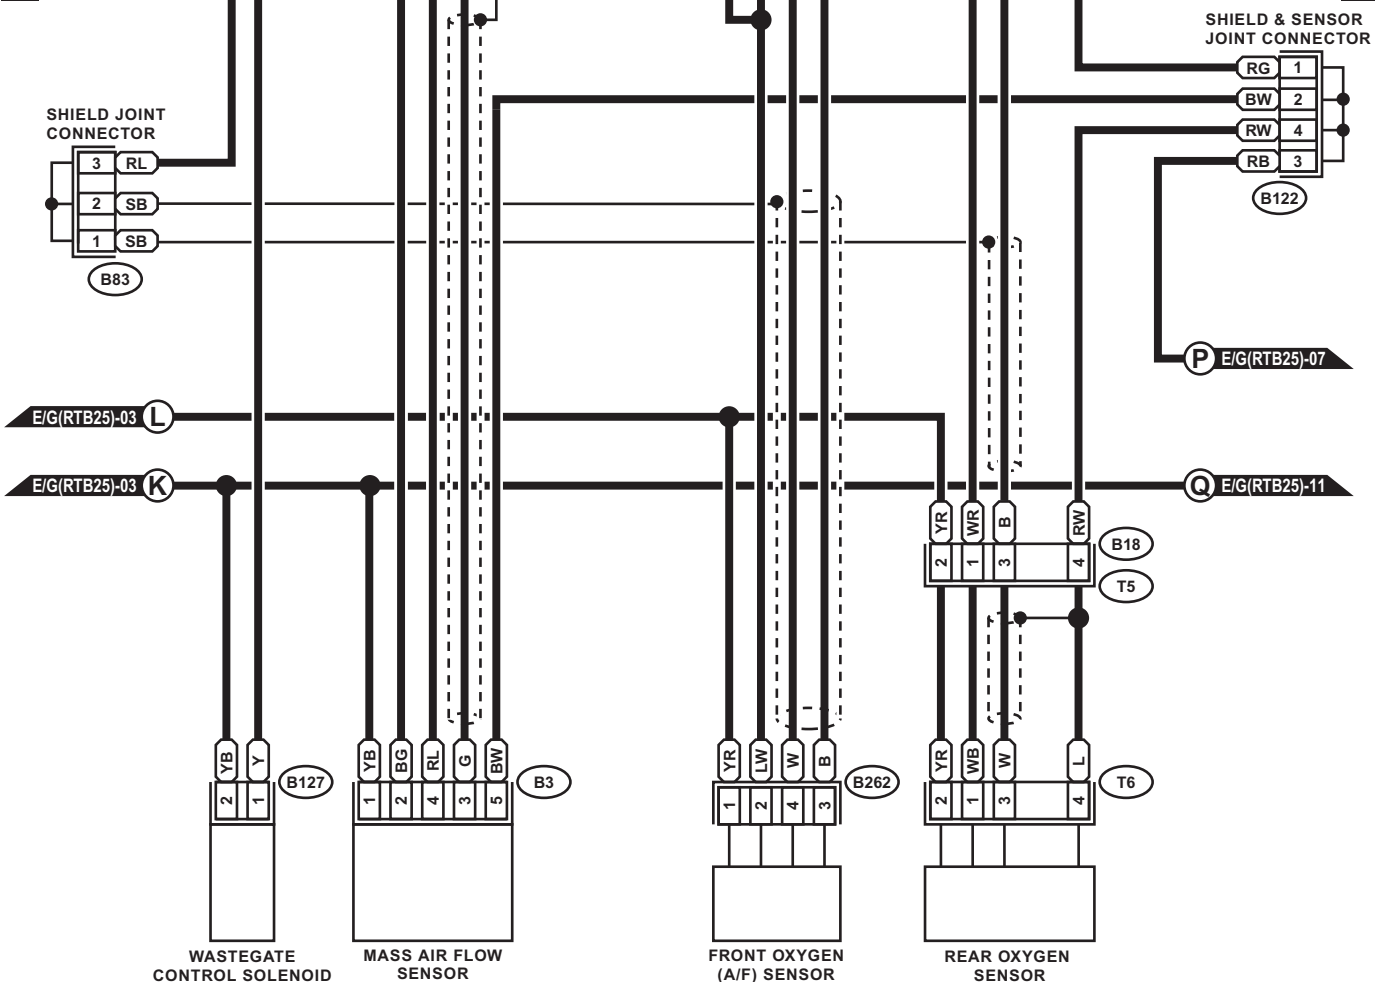 SHIELD & SENSOR
JOINT CONNECTOR
RG 1
BW 2
RW 4
RB 3
B122
SHIELD JOINT
CONNECTOR
3 RL
2 SB
1 SB
B83
P E/G(RTB25)-07
E/G(RTB25)-03 L
E/G(RTB25)-03 K
Q E/G(RTB25)-11
YR WR B RW
2 1 3 4
B18
T5
YB Y
2 1
B127
YB BG RL G BW
1 2 4 3 5
B3
YR LW W B
1 2 4 3
B262
YR WB W L
2 1 3 4
T6
WASTEGATE
CONTROL SOLENOID
MASS AIR FLOW
SENSOR
FRONT OXYGEN
(A/F) SENSOR
REAR OXYGEN
SENSOR